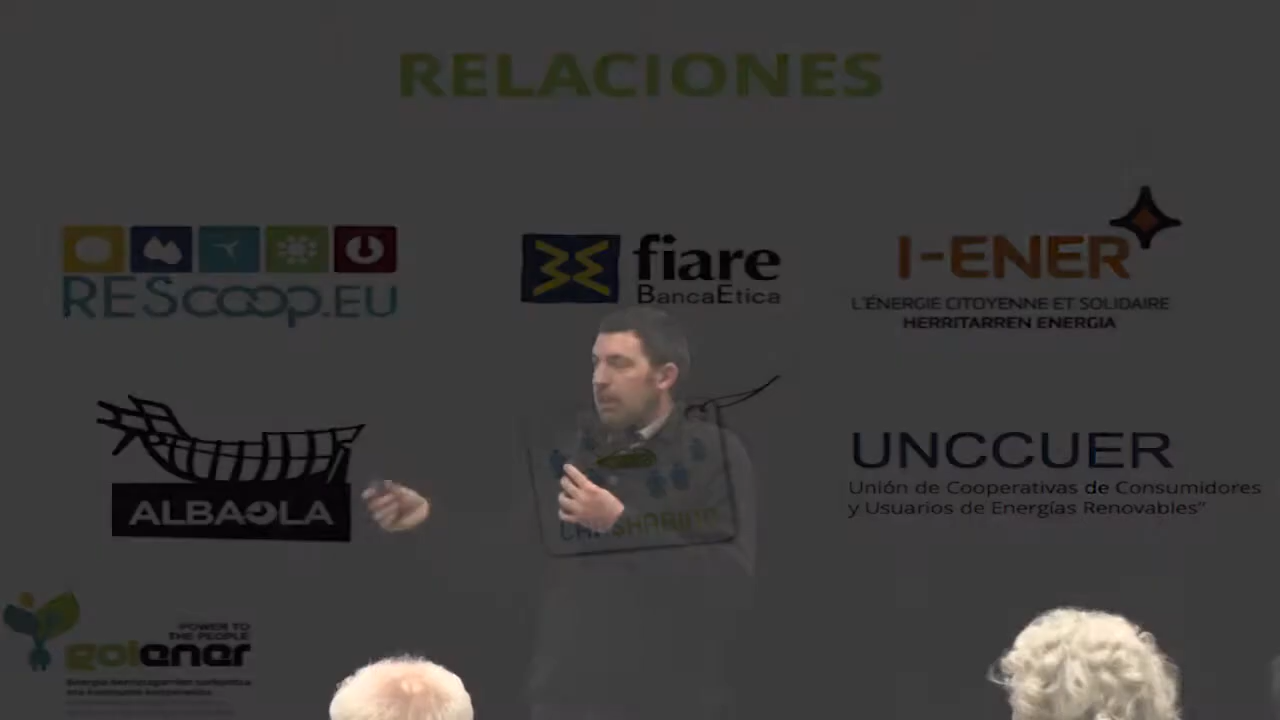 RELACIONES
REScoop.EU
fiare
BancaEtica
I-ENER
L'ÉNERGIE CITOYENNE ET SOLIDAIRE
HERRITARREN ENERGIA
ALBAOLA
CARSHARING
UNCCUER
Unión de Cooperativas de Consumidores
y Usuarios de Energías Renovables"
POWER TO
THE PEOPLE
goiener